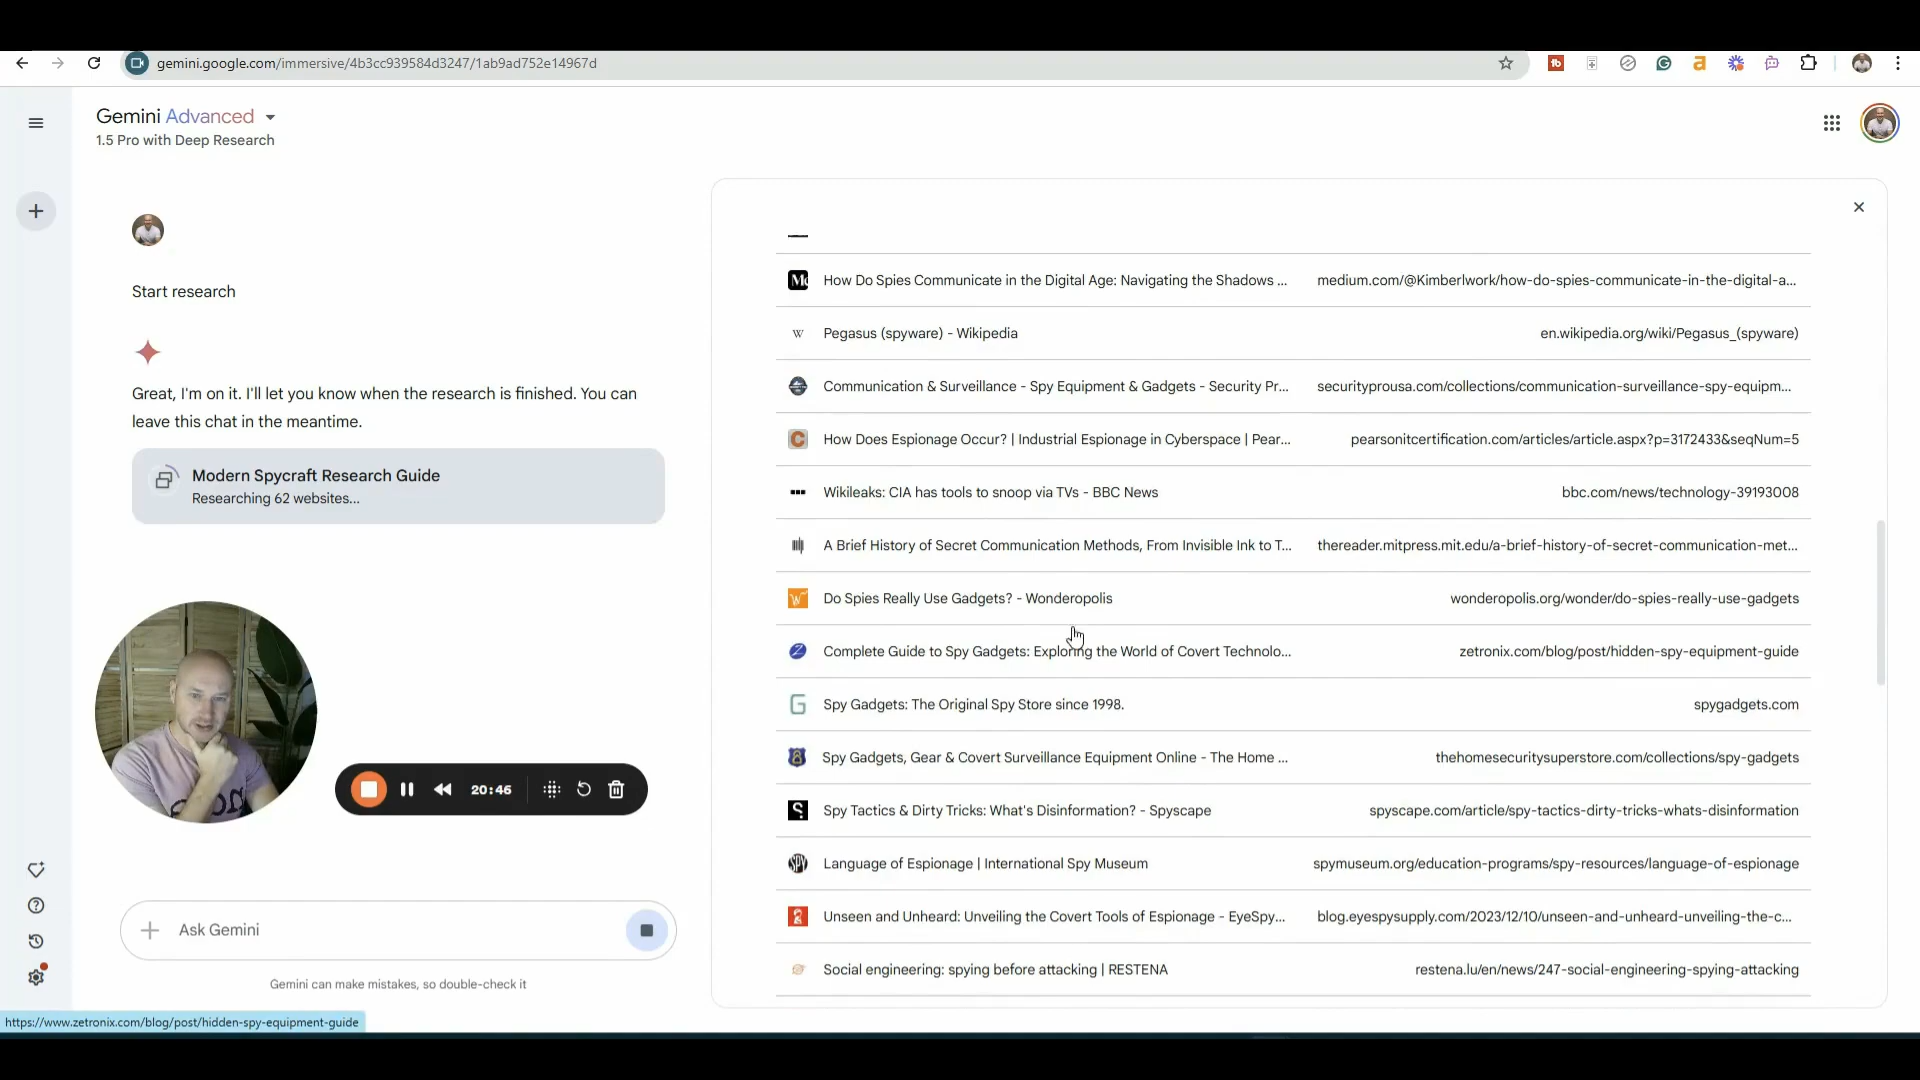 gemini.google.com/immersive/4b3cc939584d3247/1ab9ad752e14967d
Gemini Advanced
1.5 Pro with Deep Research
Start research
Great, I'm on it. I'll let you know when the research is finished. You can
leave this chat in the meantime.
Modern Spycraft Research Guide
Researching 62 websites...
20:46
Ask Gemini
Gemini can make mistakes, so double-check it
How Do Spies Communicate in the Digital Age: Navigating the Shadows ... medium.com/@Kimberlwork/how-do-spies-communicate-in-the-digital-a...
Pegasus (spyware) - Wikipedia en.wikipedia.org/wiki/Pegasus_(spyware)
Communication & Surveillance - Spy Equipment & Gadgets - Security Pr... securityprousa.com/collections/communication-surveillance-spy-equipm...
How Does Espionage Occur? | Industrial Espionage in Cyberspace | Pear... pearsonitcertification.com/articles/article.aspx?p=3172433&seqNum=5
Wikileaks: CIA has tools to snoop via TVs - BBC News bbc.com/news/technology-39193008
A Brief History of Secret Communication Methods, From Invisible Ink to T... thereader.mitpress.mit.edu/a-brief-history-of-secret-communication-met...
Do Spies Really Use Gadgets? - Wonderopolis wonderopolis.org/wonder/do-spies-really-use-gadgets
Complete Guide to Spy Gadgets: Exploring the World of Covert Technolo... zetronix.com/blog/post/hidden-spy-equipment-guide
Spy Gadgets: The Original Spy Store since 1998. spygadgets.com
Spy Gadgets, Gear & Covert Surveillance Equipment Online - The Home ... thehomesecuritysuperstore.com/collections/spy-gadgets
Spy Tactics & Dirty Tricks: What's Disinformation? - Spyscape spyscape.com/article/spy-tactics-dirty-tricks-whats-disinformation
Language of Espionage | International Spy Museum spymuseum.org/education-programs/spy-resources/language-of-espionage
Unseen and Unheard: Unveiling the Covert Tools of Espionage - EyeSpy... blog.eyespysupply.com/2023/12/10/unseen-and-unheard-unveiling-the-c...
Social engineering: spying before attacking | RESTENA restena.lu/en/news/247-social-engineering-spying-attacking
https://www.zetronix.com/blog/post/hidden-spy-equipment-guide